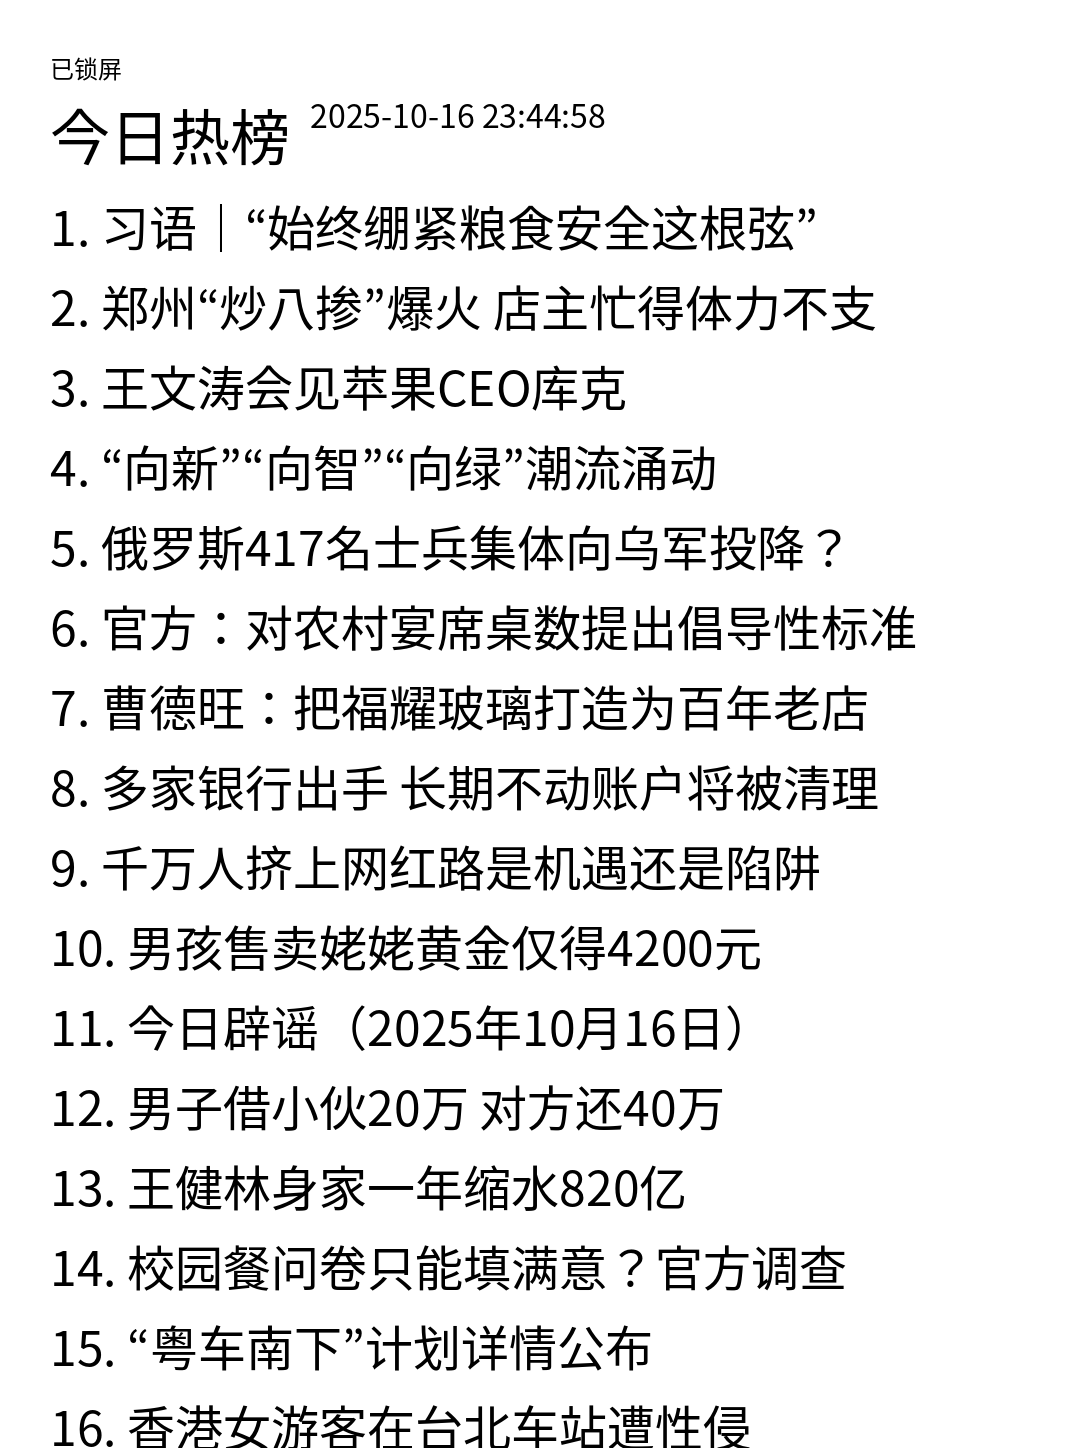 已锁屏
今日热榜 2025-10-16 23:44:58
1. 习语｜“始终绷紧粮食安全这根弦”
2. 郑州“炒八掺”爆火 店主忙得体力不支
3. 王文涛会见苹果CEO库克
4. “向新”“向智”“向绿”潮流涌动
5. 俄罗斯417名士兵集体向乌军投降？
6. 官方：对农村宴席桌数提出倡导性标准
7. 曹德旺：把福耀玻璃打造为百年老店
8. 多家银行出手 长期不动账户将被清理
9. 千万人挤上网红路是机遇还是陷阱
10. 男孩售卖姥姥黄金仅得4200元
11. 今日辟谣（2025年10月16日）
12. 男子借小伙20万 对方还40万
13. 王健林身家一年缩水820亿
14. 校园餐问卷只能填满意？官方调查
15. “粤车南下”计划详情公布
16. 香港女游客在台北车站遭性侵